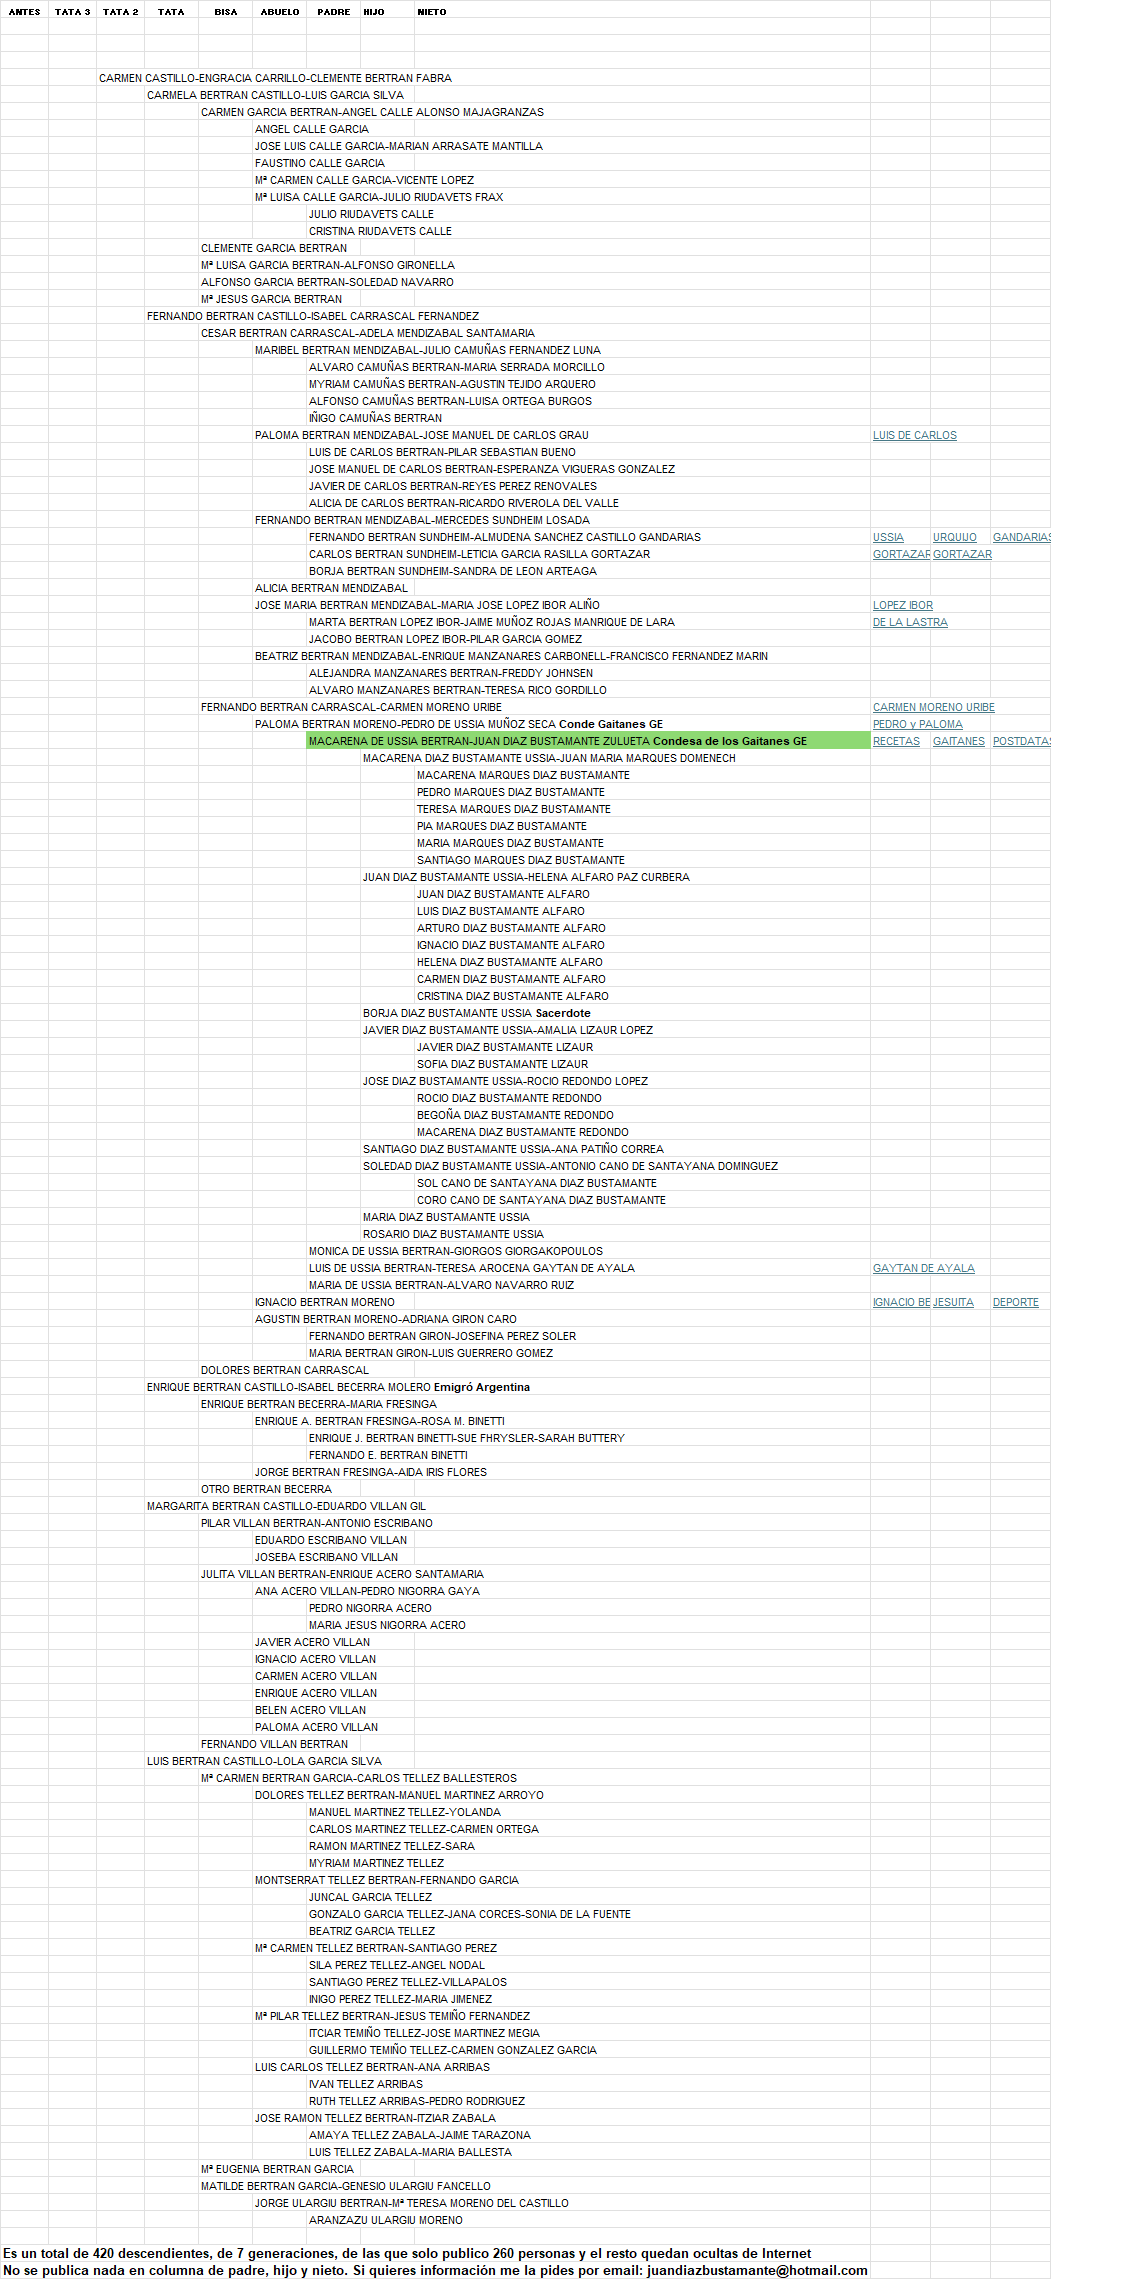 ANTES TATA 3 TATA 2 TATA BISA ABUELO PADRE HIJO NIETO
CARMEN CASTILLO-ENGRACIA CARRILLO-CLEMENTE BERTRAN FABRA
CARMELA BERTRAN CASTILLO-LUIS GARCIA SILVA
CARMEN GARCIA BERTRAN-ANGEL CALLE ALONSO MAJAGRANZAS
ANGEL CALLE GARCIA
JOSE LUIS CALLE GARCIA-MARIAN ARRASATE MANTILLA
FAUSTINO CALLE GARCIA
Mª CARMEN CALLE GARCIA-VICENTE LOPEZ
Mª LUISA CALLE GARCIA-JULIO RIUDAVETS FRAX
JULIO RIUDAVETS CALLE
CRISTINA RIUDAVETS CALLE
CLEMENTE GARCIA BERTRAN
Mª LUISA GARCIA BERTRAN-ALFONSO GIRONELLA
ALFONSO GARCIA BERTRAN-SOLEDAD NAVARRO
Mª JESUS GARCIA BERTRAN
FERNANDO BERTRAN CASTILLO-ISABEL CARRASCAL FERNANDEZ
CESAR BERTRAN CARRASCAL-ADELA MENDIZABAL SANTAMARIA
MARIBEL BERTRAN MENDIZABAL-JULIO CAMUÑAS FERNANDEZ LUNA
ALVARO CAMUÑAS BERTRAN-MARIA SERRADA MORCILLO
MYRIAM CAMUÑAS BERTRAN-AGUSTIN TEJIDO ARQUERO
ALFONSO CAMUÑAS BERTRAN-LUISA ORTEGA BURGOS
IÑIGO CAMUÑAS BERTRAN
PALOMA BERTRAN MENDIZABAL-JOSE MANUEL DE CARLOS GRAU LUIS DE CARLOS
LUIS DE CARLOS BERTRAN-PILAR SEBASTIAN BUENO
JOSE MANUEL DE CARLOS BERTRAN-ESPERANZA VIGUERAS GONZALEZ
JAVIER DE CARLOS BERTRAN-REYES PEREZ RENOVALES
ALICIA DE CARLOS BERTRAN-RICARDO RIVEROLA DEL VALLE
FERNANDO BERTRAN MENDIZABAL-MERCEDES SUNDHEIM LOSADA
FERNANDO BERTRAN SUNDHEIM-ALMUDENA SANCHEZ CASTILLO GANDARIAS USSIA URQUIJO GANDARIAS
CARLOS BERTRAN SUNDHEIM-LETICIA GARCIA RASILLA GORTAZAR GORTAZAR GORTAZAR
BORJA BERTRAN SUNDHEIM-SANDRA DE LEON ARTEAGA
ALICIA BERTRAN MENDIZABAL
JOSE MARIA BERTRAN MENDIZABAL-MARIA JOSE LOPEZ IBOR ALIÑO LOPEZ IBOR
MARTA BERTRAN LOPEZ IBOR-JAIME MUÑOZ ROJAS MANRIQUE DE LARA DE LA LASTRA
JACOBO BERTRAN LOPEZ IBOR-PILAR GARCIA GOMEZ
BEATRIZ BERTRAN MENDIZABAL-ENRIQUE MANZANARES CARBONELL-FRANCISCO FERNANDEZ MARIN
ALEJANDRA MANZANARES BERTRAN-FREDDY JOHNSEN
ALVARO MANZANARES BERTRAN-TERESA RICO GORDILLO
FERNANDO BERTRAN CARRASCAL-CARMEN MORENO URIBE CARMEN MORENO URIBE
PALOMA BERTRAN MORENO-PEDRO DE USSIA MUÑOZ SECA Conde Gaitanes GE PEDRO y PALOMA
MACARENA DE USSIA BERTRAN-JUAN DIAZ BUSTAMANTE ZULUETA Condesa de los Gaitanes GE RECETAS GAITANES POSTDATAS
MACARENA DIAZ BUSTAMANTE USSIA-JUAN MARIA MARQUES DOMENECH
MACARENA MARQUES DIAZ BUSTAMANTE
PEDRO MARQUES DIAZ BUSTAMANTE
TERESA MARQUES DIAZ BUSTAMANTE
PIA MARQUES DIAZ BUSTAMANTE
MARIA MARQUES DIAZ BUSTAMANTE
SANTIAGO MARQUES DIAZ BUSTAMANTE
JUAN DIAZ BUSTAMANTE USSIA-HELENA ALFARO PAZ CURBERA
JUAN DIAZ BUSTAMANTE ALFARO
LUIS DIAZ BUSTAMANTE ALFARO
ARTURO DIAZ BUSTAMANTE ALFARO
IGNACIO DIAZ BUSTAMANTE ALFARO
HELENA DIAZ BUSTAMANTE ALFARO
CARMEN DIAZ BUSTAMANTE ALFARO
CRISTINA DIAZ BUSTAMANTE ALFARO
BORJA DIAZ BUSTAMANTE USSIA Sacerdote
JAVIER DIAZ BUSTAMANTE USSIA-AMALIA LIZAUR LOPEZ
JAVIER DIAZ BUSTAMANTE LIZAUR
SOFIA DIAZ BUSTAMANTE LIZAUR
JOSE DIAZ BUSTAMANTE USSIA-ROCIO REDONDO LOPEZ
ROCIO DIAZ BUSTAMANTE REDONDO
BEGOÑA DIAZ BUSTAMANTE REDONDO
MACARENA DIAZ BUSTAMANTE REDONDO
SANTIAGO DIAZ BUSTAMANTE USSIA-ANA PATIÑO CORREA
SOLEDAD DIAZ BUSTAMANTE USSIA-ANTONIO CANO DE SANTAYANA DOMINGUEZ
SOL CANO DE SANTAYANA DIAZ BUSTAMANTE
CORO CANO DE SANTAYANA DIAZ BUSTAMANTE
MARIA DIAZ BUSTAMANTE USSIA
ROSARIO DIAZ BUSTAMANTE USSIA
MONICA DE USSIA BERTRAN-GIORGOS GIORGAKOPOULOS
LUIS DE USSIA BERTRAN-TERESA AROCENA GAYTAN DE AYALA GAYTAN DE AYALA
MARIA DE USSIA BERTRAN-ALVARO NAVARRO RUIZ
IGNACIO BERTRAN MORENO IGNACIO BE JESUITA DEPORTE
AGUSTIN BERTRAN MORENO-ADRIANA GIRON CARO
FERNANDO BERTRAN GIRON-JOSEFINA PEREZ SOLER
MARIA BERTRAN GIRON-LUIS GUERRERO GOMEZ
DOLORES BERTRAN CARRASCAL
ENRIQUE BERTRAN CASTILLO-ISABEL BECERRA MOLERO Emigró Argentina
ENRIQUE BERTRAN BECERRA-MARIA FRESINGA
ENRIQUE A. BERTRAN FRESINGA-ROSA M. BINETTI
ENRIQUE J. BERTRAN BINETTI-SUE FHRYSLER-SARAH BUTTERY
FERNANDO E. BERTRAN BINETTI
JORGE BERTRAN FRESINGA-AIDA IRIS FLORES
OTRO BERTRAN BECERRA
MARGARITA BERTRAN CASTILLO-EDUARDO VILLAN GIL
PILAR VILLAN BERTRAN-ANTONIO ESCRIBANO
EDUARDO ESCRIBANO VILLAN
JOSEBA ESCRIBANO VILLAN
JULITA VILLAN BERTRAN-ENRIQUE ACERO SANTAMARIA
ANA ACERO VILLAN-PEDRO NIGORRA GAYA
PEDRO NIGORRA ACERO
MARIA JESUS NIGORRA ACERO
JAVIER ACERO VILLAN
IGNACIO ACERO VILLAN
CARMEN ACERO VILLAN
ENRIQUE ACERO VILLAN
BELEN ACERO VILLAN
PALOMA ACERO VILLAN
FERNANDO VILLAN BERTRAN
LUIS BERTRAN CASTILLO-LOLA GARCIA SILVA
Mª CARMEN BERTRAN GARCIA-CARLOS TELLEZ BALLESTEROS
DOLORES TELLEZ BERTRAN-MANUEL MARTINEZ ARROYO
MANUEL MARTINEZ TELLEZ-YOLANDA
CARLOS MARTINEZ TELLEZ-CARMEN ORTEGA
RAMON MARTINEZ TELLEZ-SARA
MYRIAM MARTINEZ TELLEZ
MONTSERRAT TELLEZ BERTRAN-FERNANDO GARCIA
JUNCAL GARCIA TELLEZ
GONZALO GARCIA TELLEZ-JANA CORCES-SONIA DE LA FUENTE
BEATRIZ GARCIA TELLEZ
Mª CARMEN TELLEZ BERTRAN-SANTIAGO PEREZ
SILA PEREZ TELLEZ-ANGEL NODAL
SANTIAGO PEREZ TELLEZ-VILLAPALOS
INIGO PEREZ TELLEZ-MARIA JIMENEZ
Mª PILAR TELLEZ BERTRAN-JESUS TEMIÑO FERNANDEZ
ITCIAR TEMIÑO TELLEZ-JOSE MARTINEZ MEGIA
GUILLERMO TEMIÑO TELLEZ-CARMEN GONZALEZ GARCIA
LUIS CARLOS TELLEZ BERTRAN-ANA ARRIBAS
IVAN TELLEZ ARRIBAS
RUTH TELLEZ ARRIBAS-PEDRO RODRIGUEZ
JOSE RAMON TELLEZ BERTRAN-ITZIAR ZABALA
AMAYA TELLEZ ZABALA-JAIME TARAZONA
LUIS TELLEZ ZABALA-MARIA BALLESTA
Mª EUGENIA BERTRAN GARCIA
MATILDE BERTRAN GARCIA-GENESIO ULARGIU FANCELLO
JORGE ULARGIU BERTRAN-Mª TERESA MORENO DEL CASTILLO
ARANZAZU ULARGIU MORENO
Es un total de 420 descendientes, de 7 generaciones, de las que solo publico 260 personas y el resto quedan ocultas de Internet
No se publica nada en columna de padre, hijo y nieto. Si quieres información me la pides por email: juandiazbustamante@hotmail.com